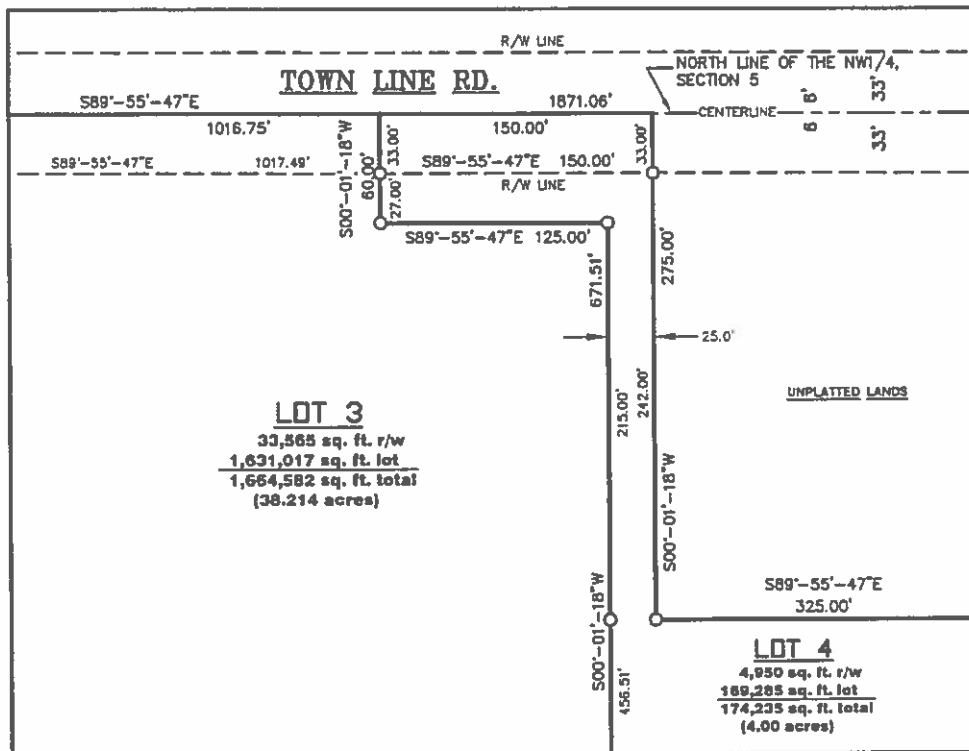 R/W LINE
NORTH LINE OF THE NW1/4,
SECTION 5
TOWN LINE RD.
S89°-55'-47"E
1871.06'
CENTERLINE
6 6'
33'
33'
1016.75'
150.00'
S00°-01'-18"W
60.00'
33.00'
33.00'
S89°-55'-47"E
1017.49'
S89°-55'-47"E 150.00'
R/W LINE
27.00'
S89°-55'-47"E 125.00'
671.51'
275.00'
25.0'
UNPLATTED LANDS
215.00'
242.00'
LOT 3
33,565 sq. ft. r/w
1,631,017 sq. ft. lot
1,664,582 sq. ft. total
(38.214 acres)
S00°-01'-18"W
S89°-55'-47"E
325.00'
S00°-01'-18"W
456.51'
LOT 4
4,950 sq. ft. r/w
169,285 sq. ft. lot
174,235 sq. ft. total
(4.00 acres)